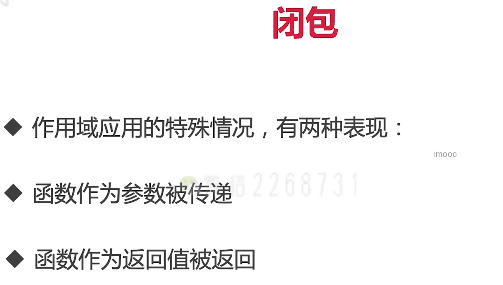 闭包
作用域应用的特殊情况，有两种表现：
imooc
函数作为参数被传递
2268731
函数作为返回值被返回